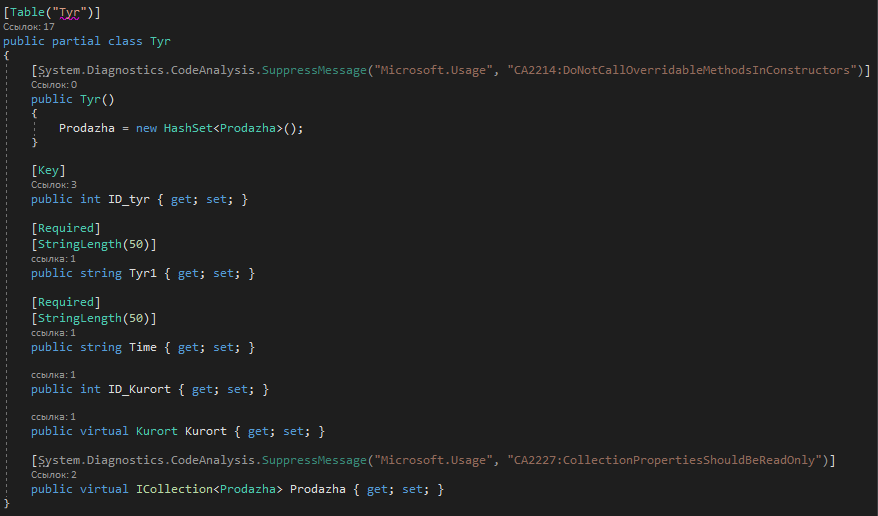 [Table("Tyr")]
Ссылок: 17
public partial class Tyr
{
[System.Diagnostics.CodeAnalysis.SuppressMessage("Microsoft.Usage", "CA2214:DoNotCallOverridableMethodsInConstructors")]
Ссылок: 0
public Tyr()
{
Prodazha = new HashSet<Prodazha>();
}
[Key]
Ссылок: 3
public int ID_tyr { get; set; }
[Required]
[StringLength(50)]
ссылка: 1
public string Tyr1 { get; set; }
[Required]
[StringLength(50)]
ссылка: 1
public string Time { get; set; }
ссылка: 1
public int ID_Kurort { get; set; }
ссылка: 1
public virtual Kurort Kurort { get; set; }
[System.Diagnostics.CodeAnalysis.SuppressMessage("Microsoft.Usage", "CA2227:CollectionPropertiesShouldBeReadOnly")]
Ссылок: 2
public virtual ICollection<Prodazha> Prodazha { get; set; }
}